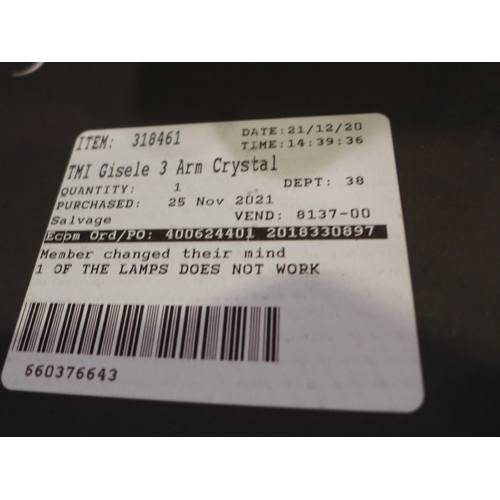 ITEM: 318461 DATE:21/12/20
TIME:14:39:36
TMI Gisele 3 Arm Crystal
QUANTITY: 1 DEPT: 38
PURCHASED: 25 Nov 2021
Salvage VEND: 8137-00
Ecom Ord/PO: 400624401 2018330897
Member changed their mind
1 OF THE LAMPS DOES NOT WORK
660376643